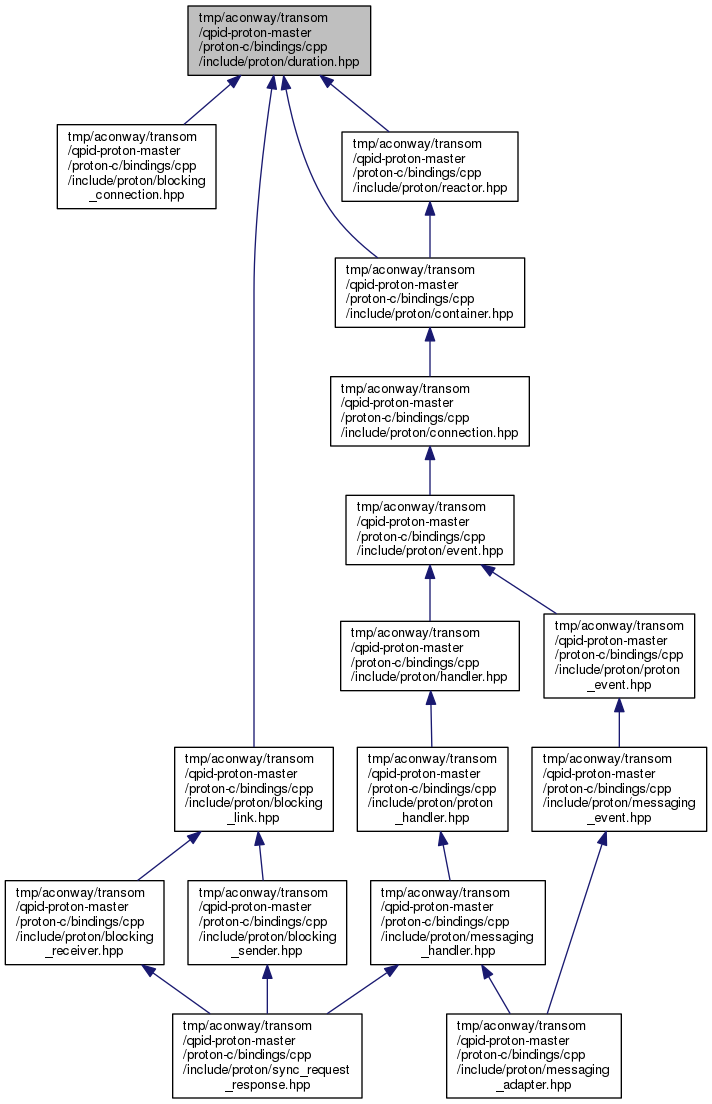 tmp/aconway/transom
/qpid-proton-master
/proton-c/bindings/cpp
/include/proton/duration.hpp
tmp/aconway/transom
/qpid-proton-master
/proton-c/bindings/cpp
/include/proton/blocking
_connection.hpp
tmp/aconway/transom
/qpid-proton-master
/proton-c/bindings/cpp
/include/proton/reactor.hpp
tmp/aconway/transom
/qpid-proton-master
/proton-c/bindings/cpp
/include/proton/container.hpp
tmp/aconway/transom
/qpid-proton-master
/proton-c/bindings/cpp
/include/proton/connection.hpp
tmp/aconway/transom
/qpid-proton-master
/proton-c/bindings/cpp
/include/proton/event.hpp
tmp/aconway/transom
/qpid-proton-master
/proton-c/bindings/cpp
/include/proton/handler.hpp
tmp/aconway/transom
/qpid-proton-master
/proton-c/bindings/cpp
/include/proton/proton
_event.hpp
tmp/aconway/transom
/qpid-proton-master
/proton-c/bindings/cpp
/include/proton/blocking
_link.hpp
tmp/aconway/transom
/qpid-proton-master
/proton-c/bindings/cpp
/include/proton/proton
_handler.hpp
tmp/aconway/transom
/qpid-proton-master
/proton-c/bindings/cpp
/include/proton/messaging
_event.hpp
tmp/aconway/transom
/qpid-proton-master
/proton-c/bindings/cpp
/include/proton/blocking
_receiver.hpp
tmp/aconway/transom
/qpid-proton-master
/proton-c/bindings/cpp
/include/proton/blocking
_sender.hpp
tmp/aconway/transom
/qpid-proton-master
/proton-c/bindings/cpp
/include/proton/messaging
_handler.hpp
tmp/aconway/transom
/qpid-proton-master
/proton-c/bindings/cpp
/include/proton/sync_request
_response.hpp
tmp/aconway/transom
/qpid-proton-master
/proton-c/bindings/cpp
/include/proton/messaging
_adapter.hpp